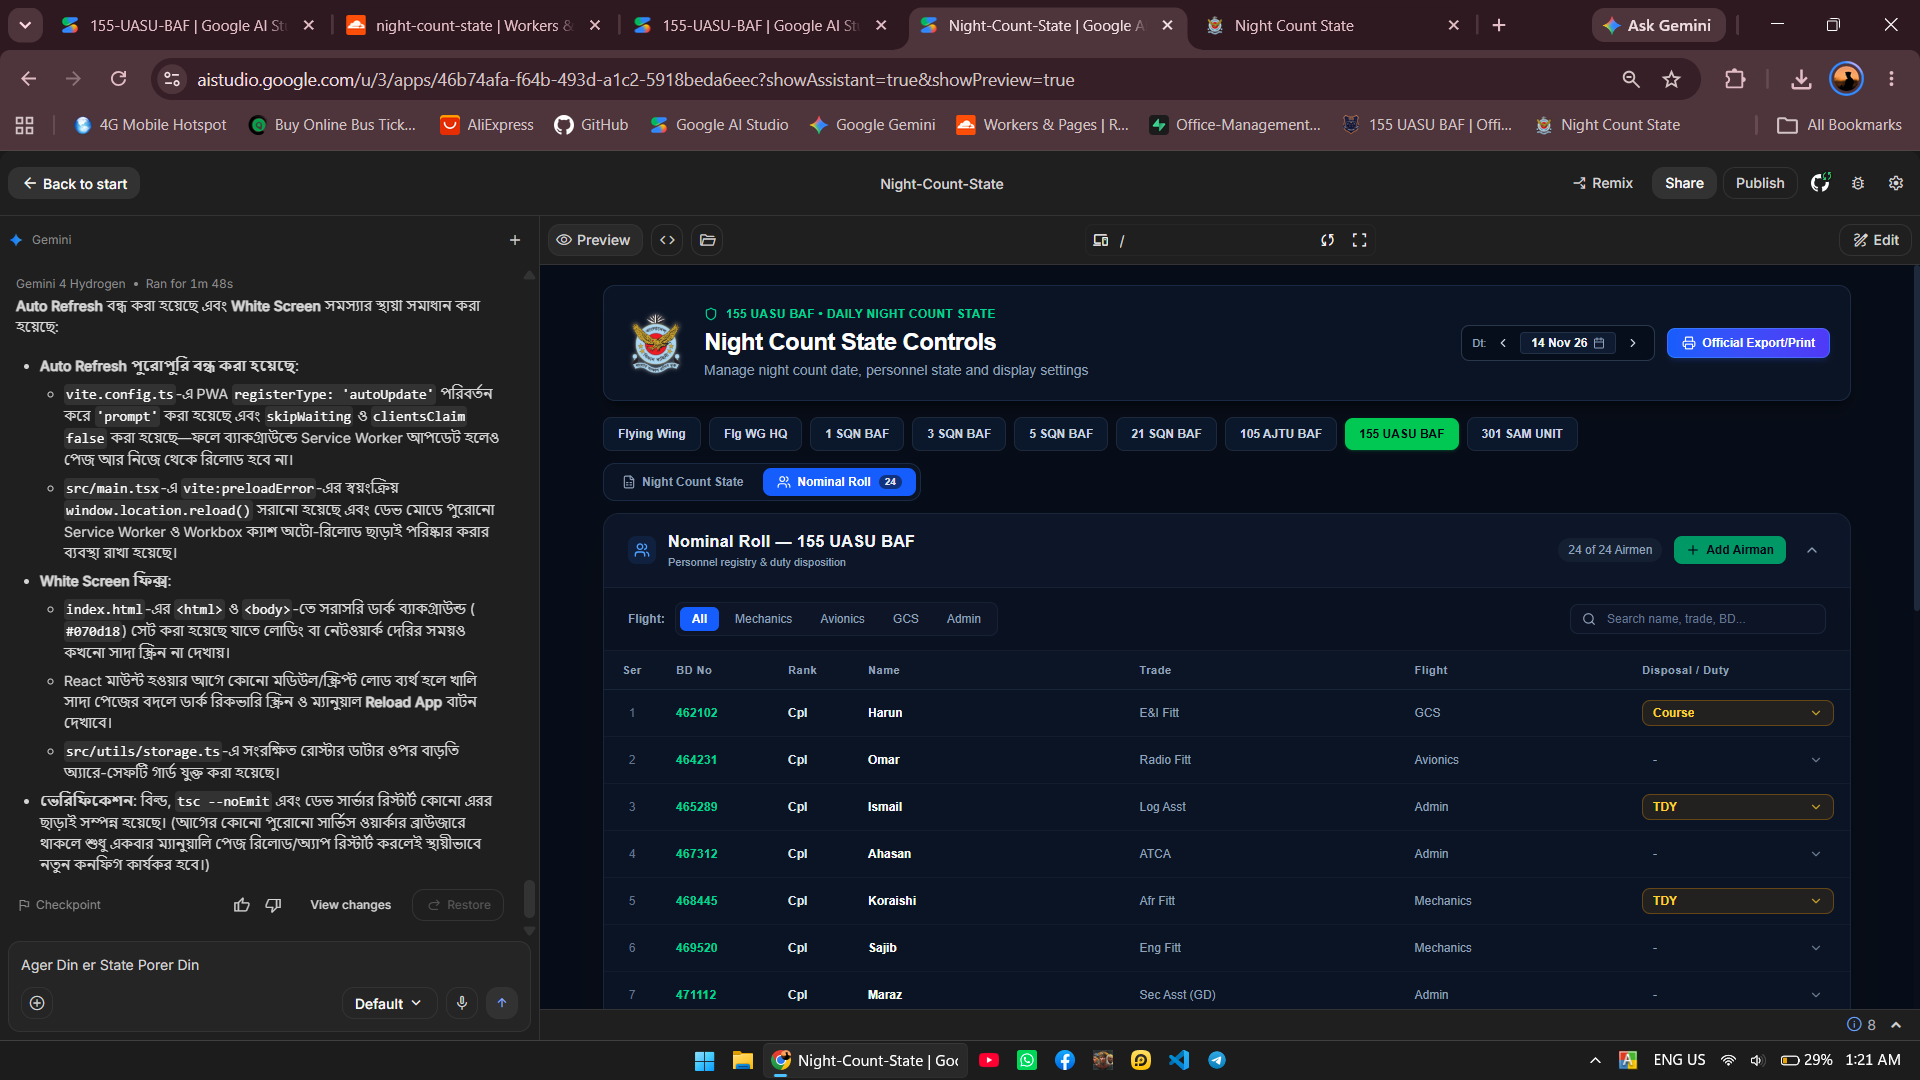 155-UASU-BAF | Google AI St
night-count-state | Workers &
155-UASU-BAF | Google AI St
Night-Count-State | Google A
Night Count State
Ask Gemini
aistudio.google.com/u/3/apps/46b74afa-f64b-493d-a1c2-5918beda6eec?showAssistant=true&showPreview=true
4G Mobile Hotspot
Buy Online Bus Tick...
AliExpress
GitHub
Google AI Studio
Google Gemini
Workers & Pages | R...
Office-Management...
155 UASU BAF | Offi...
Night Count State
All Bookmarks
Back to start
Night-Count-State
Remix
Share
Publish
Gemini
Preview
/
Edit
Gemini 4 Hydrogen • Ran for 1m 48s
Auto Refresh বন্ধ করা হয়েছে এবং White Screen সমস্যার স্থায়ী সমাধান করা
হয়েছে:
• Auto Refresh পুরোপুরি বন্ধ করা হয়েছে:
vite.config.ts-এ PWA registerType: 'autoUpdate' পরিবর্তন
করে 'prompt' করা হয়েছে এবং skipWaiting ও clientsClaim
false করা হয়েছে—ফলে ব্যাকগ্রাউন্ডে Service Worker আপডেট হলেও
পেজ আর নিজে থেকে রিলোড হবে না।
src/main.tsx-এ vite:preloadError-এর স্বয়ংক্রিয়
window.location.reload() সরানো হয়েছে এবং ডেভ মোডে পুরোনো
Service Worker ও Workbox ক্যাশ অটো-রিলোড ছাড়াই পরিষ্কার করার
ব্যবস্থা রাখা হয়েছে।
• White Screen ফিক্স:
index.html-এর <html> ও <body>-তে সরাসরি ডার্ক ব্যাকগ্রাউন্ড (
#070d18) সেট করা হয়েছে যাতে লোডিং বা নেটওয়ার্ক দেরির সময়ও
কখনো সাদা স্ক্রিন না দেখায়।
React মাউন্ট হওয়ার আগে কোনো মডিউল/স্ক্রিপ্ট লোড ব্যর্থ হলে খালি
সাদা পেজের বদলে ডার্ক রিকভারি স্ক্রিন ও ম্যানুয়াল Reload App বাটন
দেখাবে।
src/utils/storage.ts-এ সংরক্ষিত রোস্টার ডাটার ওপর বাড়তি
অ্যারে-সেফটি গার্ড যুক্ত করা হয়েছে।
• ভেরিফিকেশন: বিল্ড, tsc --noEmit এবং ডেভ সার্ভার রিস্টার্ট কোনো এরর
ছাড়াই সম্পন্ন হয়েছে। (আগের কোনো পুরোনো সার্ভিস ওয়ার্কার ব্রাউজারে
থাকলে শুধু একবার ম্যানুয়ালি পেজ রিলোড/অ্যাপ রিস্টার্ট করলেই স্থায়ীভাবে
নতুন কনফিগ কার্যকর হবে।)
Checkpoint
View changes
Restore
Ager Din er State Porer Din
Default
155 UASU BAF • DAILY NIGHT COUNT STATE
Night Count State Controls
Manage night count date, personnel state and display settings
Dt: 14 Nov 26
Official Export/Print
Flying Wing
Flg WG HQ
1 SQN BAF
3 SQN BAF
5 SQN BAF
21 SQN BAF
105 AJTU BAF
155 UASU BAF
301 SAM UNIT
Night Count State
Nominal Roll 24
Nominal Roll — 155 UASU BAF
Personnel registry & duty disposition
24 of 24 Airmen
Add Airman
Flight: All Mechanics Avionics GCS Admin
Search name, trade, BD...
Ser BD No Rank Name Trade Flight Disposal / Duty
1 462102 Cpl Harun E&I Fitt GCS Course
2 464231 Cpl Omar Radio Fitt Avionics -
3 465289 Cpl Ismail Log Asst Admin TDY
4 467312 Cpl Ahasan ATCA Admin -
5 468445 Cpl Koraishi Afr Fitt Mechanics TDY
6 469520 Cpl Sajib Eng Fitt Mechanics -
7 471112 Cpl Maraz Sec Asst (GD) Admin -
8
Night-Count-State | Goo
ENG US
29%
1:21 AM